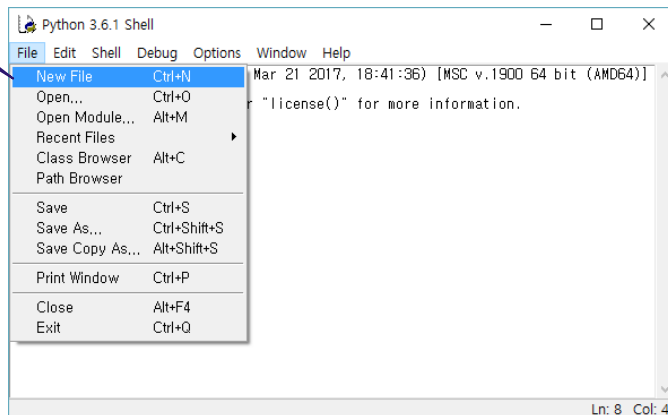 Python 3.6.1 Shell
File Edit Shell Debug Options Window Help
New File Ctrl+N
Mar 21 2017, 18:41:36) [MSC v.1900 64 bit (AMD64)]
Open... Ctrl+O
"license()" for more information.
Open Module... Alt+M
Recent Files
Class Browser Alt+C
Path Browser
Save Ctrl+S
Save As... Ctrl+Shift+S
Save Copy As... Alt+Shift+S
Print Window Ctrl+P
Close Alt+F4
Exit Ctrl+Q
Ln: 8 Col: 4